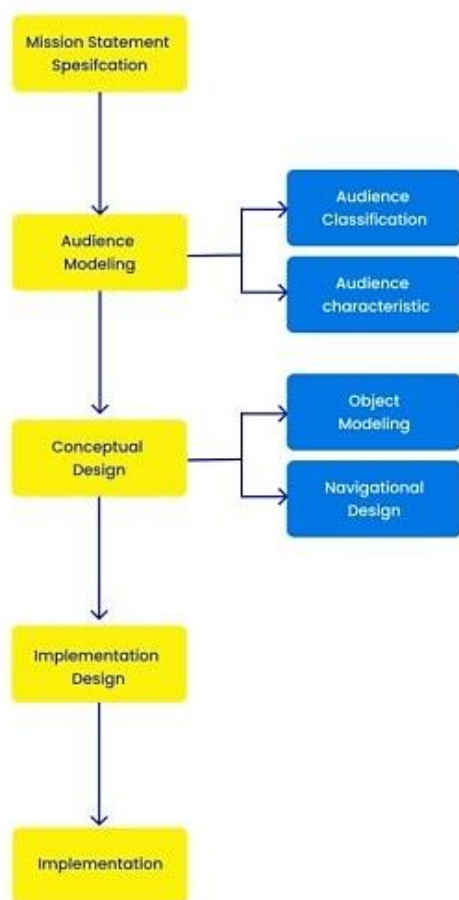 Mission Statement
Spesifcation
Audience
Modeling
Audience
Classification
Audience
characteristic
Conceptual
Design
Object
Modeling
Navigational
Design
Implementation
Design
Implementation